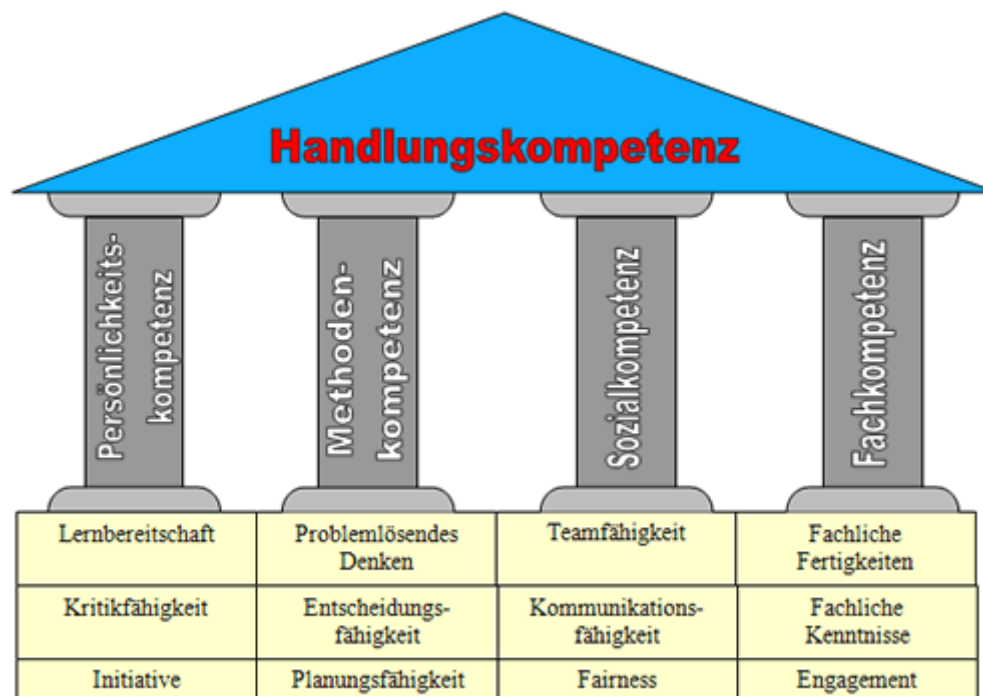 Handlungskompetenz
Persönlichkeits-
kompetenz
Methoden-
kompetenz
Sozialkompetenz
Fachkompetenz
Lernbereitschaft
Problemlösendes
Denken
Teamfähigkeit
Fachliche
Fertigkeiten
Kritikfähigkeit
Entscheidungs-
fähigkeit
Kommunikations-
fähigkeit
Fachliche
Kenntnisse
Initiative
Planungsfähigkeit
Fairness
Engagement